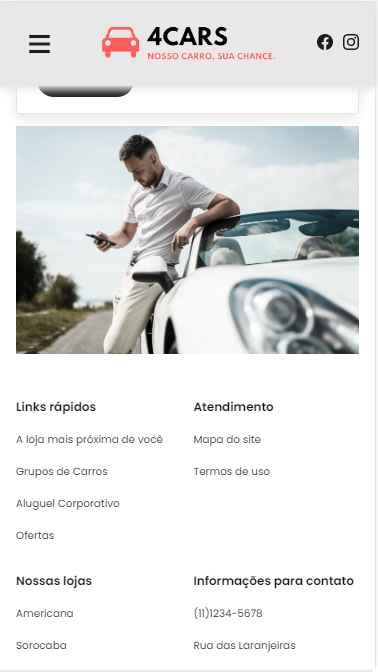 4CARS
NOSSO CARRO, SUA CHANCE.
Links rápidos
A loja mais próxima de você
Grupos de Carros
Aluguel Corporativo
Ofertas
Atendimento
Mapa do site
Termos de uso
Nossas lojas
Americana
Sorocaba
Informações para contato
(11)1234-5678
Rua das Laranjeiras